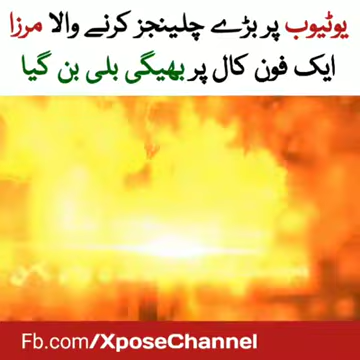 یوٹیوب پر بڑے چلینجز کرنے والا مرزا
ایک فون کال پر بھیگی بلی بن گیا
Fb.com/XposeChannel